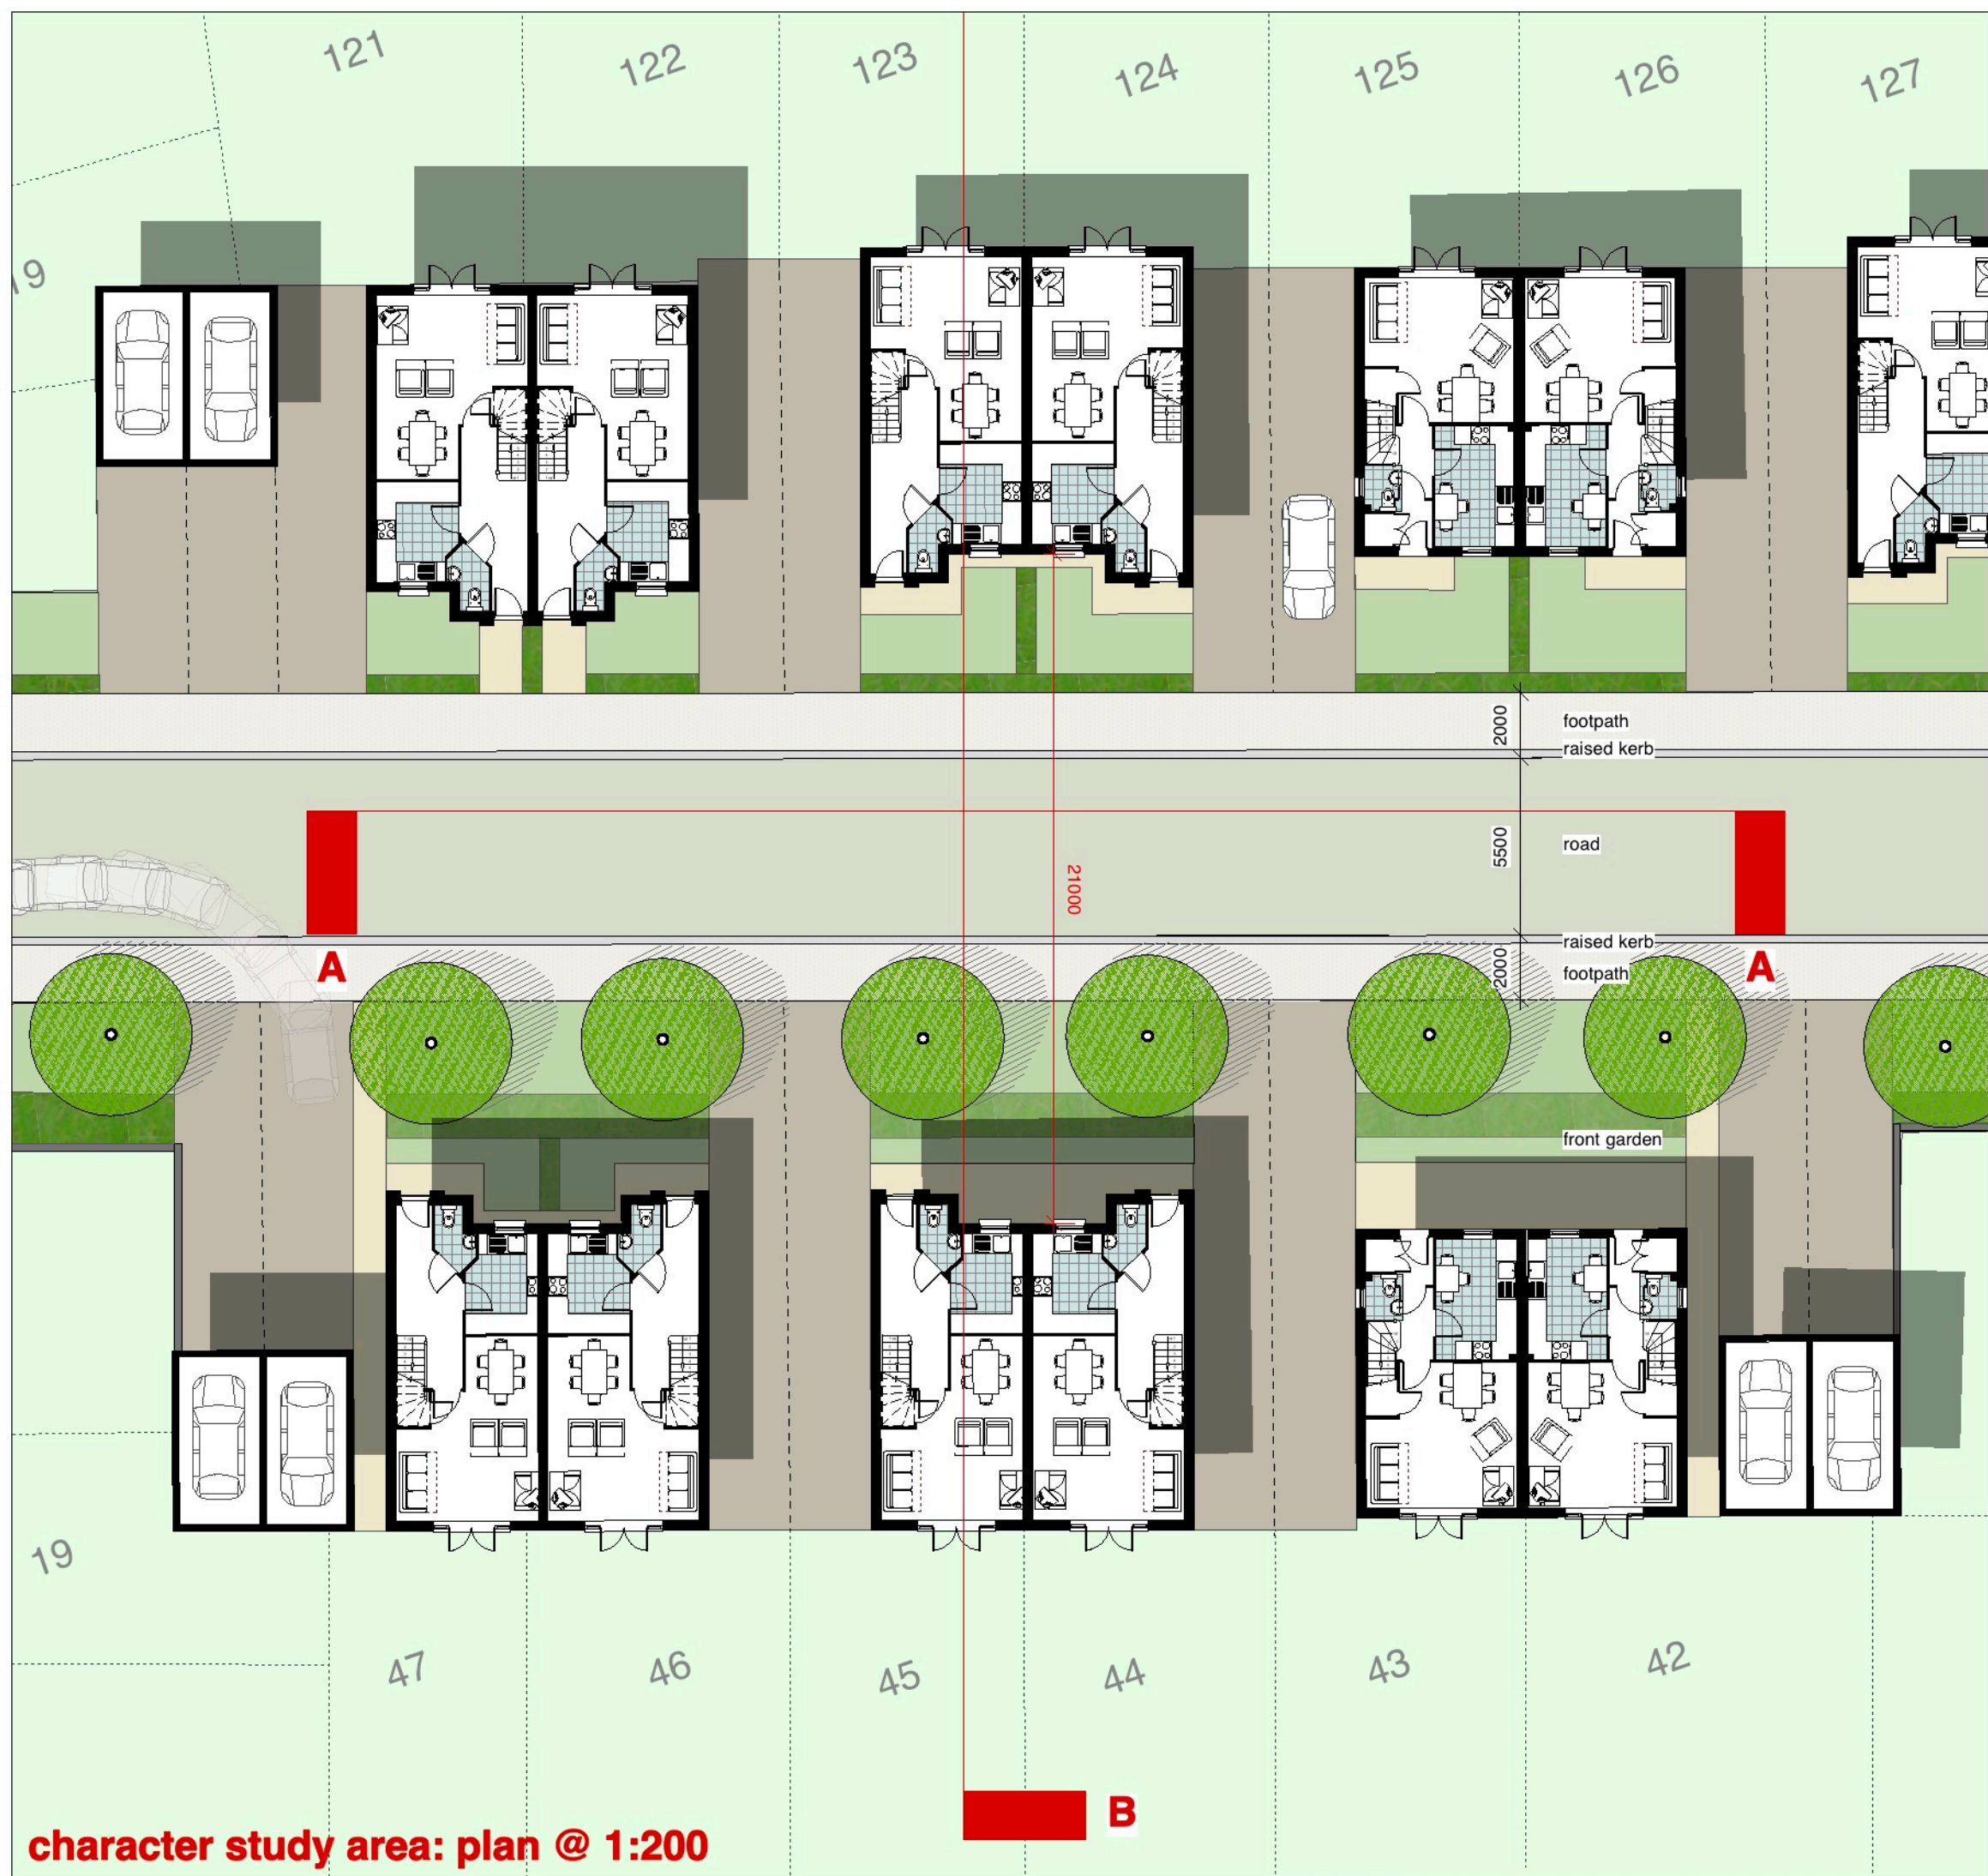 121
122
123
124
125
126
127
19
2000
footpath
raised kerb
5500
road
21000
raised kerb
2000
footpath
A
A
front garden
19
47
46
45
44
43
42
B
character study area: plan @ 1:200